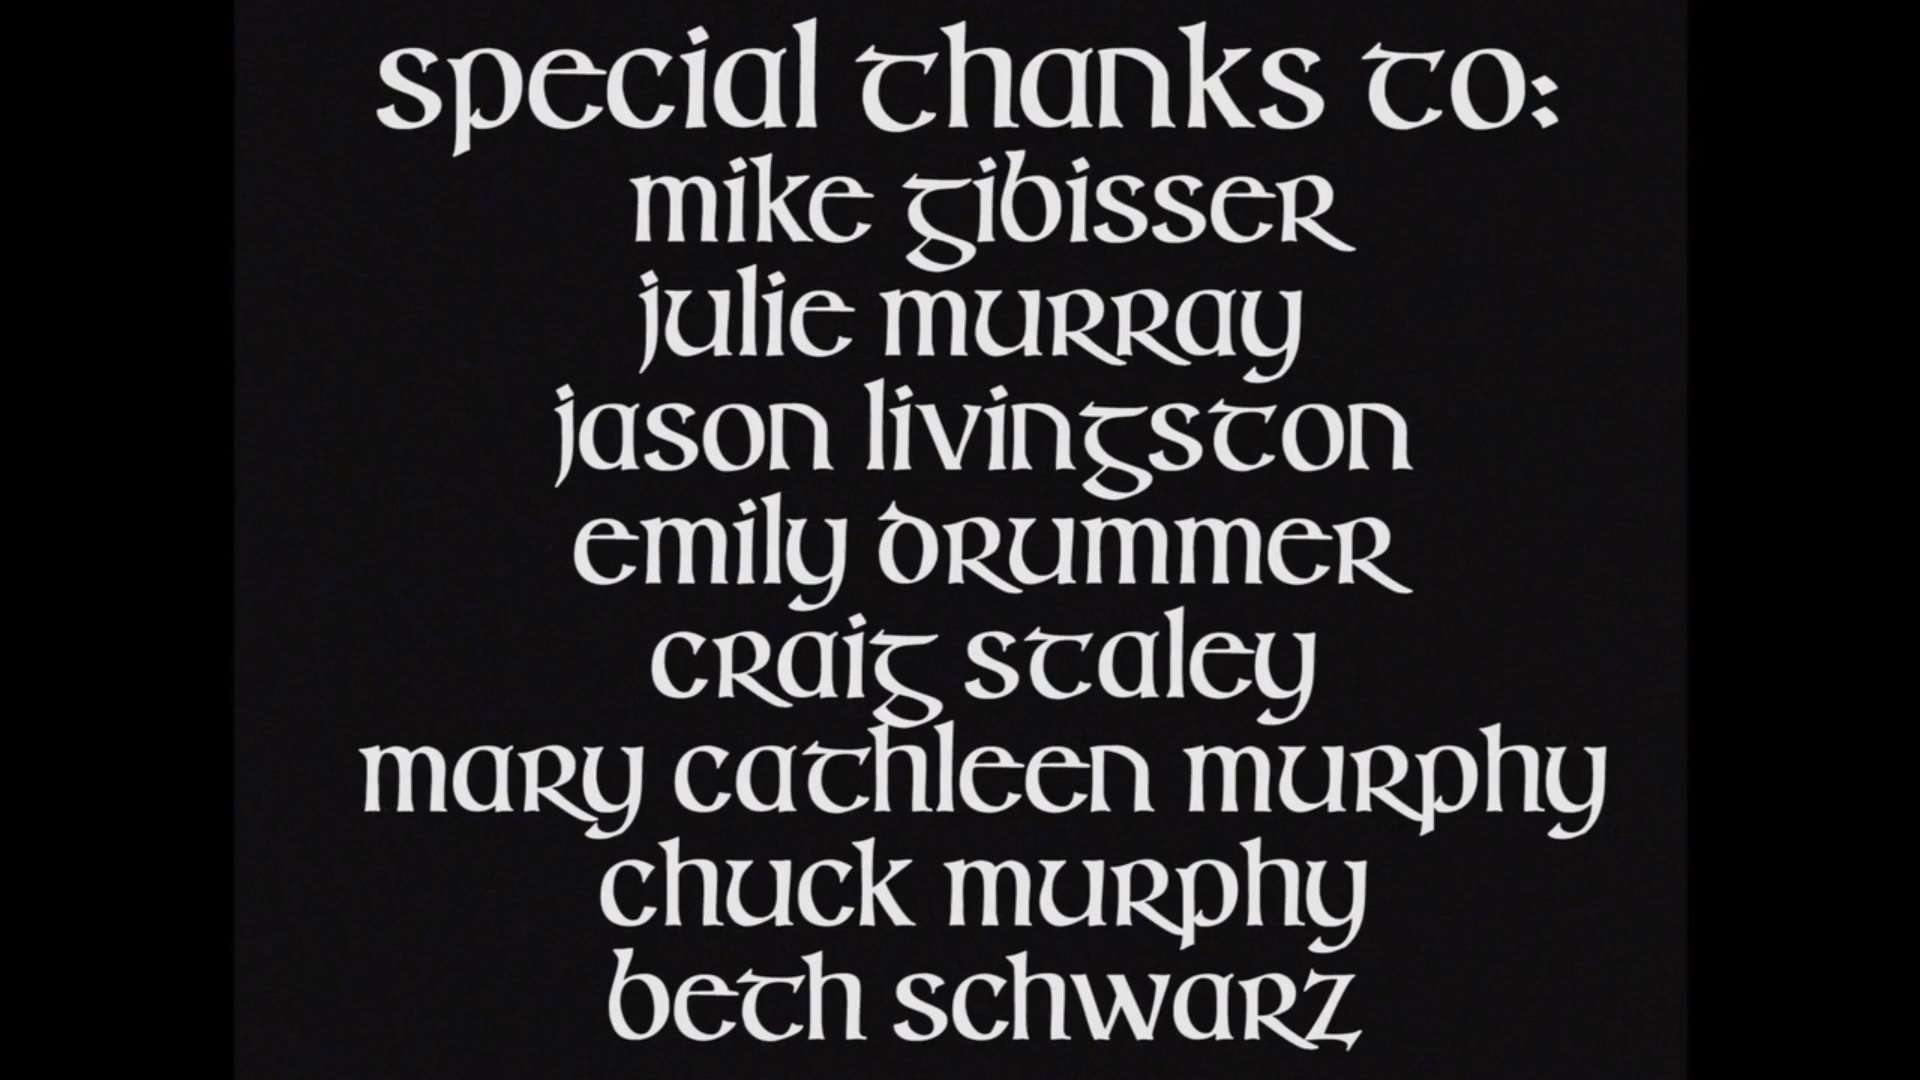 special thanks to:
mike gibisser
julie murray
jason livingston
emily drummer
craig staley
mary cathleen murphy
chuck murphy
beth schwarz